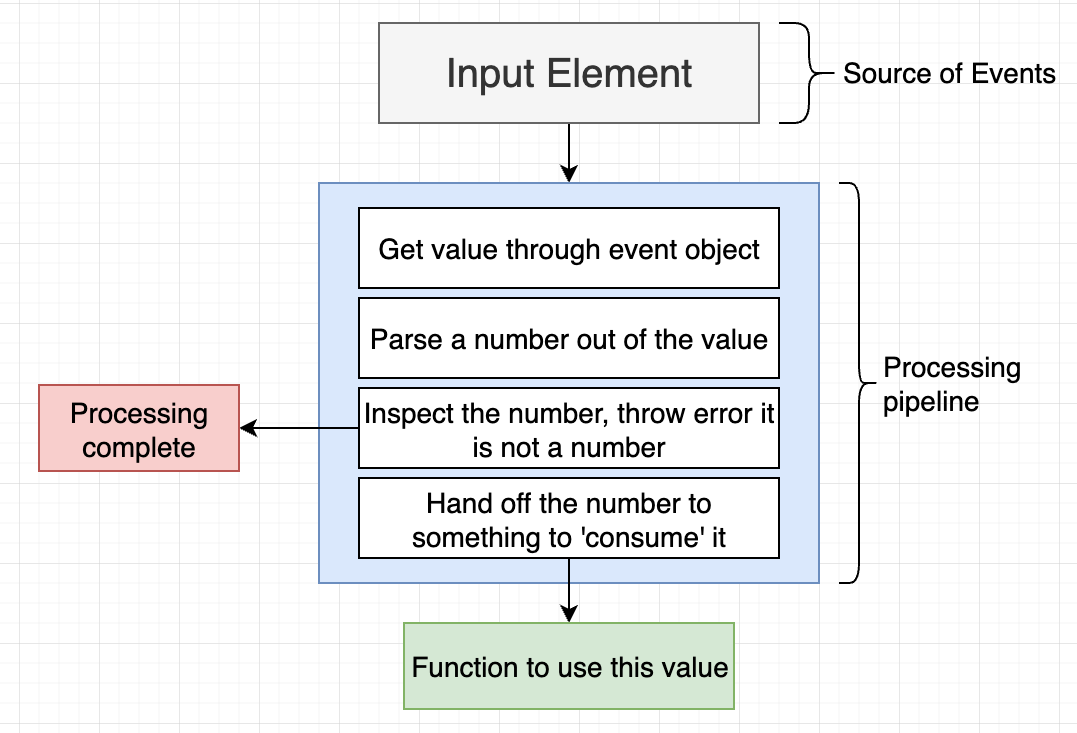 Input Element
Source of Events
Get value through event object
Parse a number out of the value
Processing
pipeline
Inspect the number, throw error it
is not a number
Processing
complete
Hand off the number to
something to 'consume' it
Function to use this value